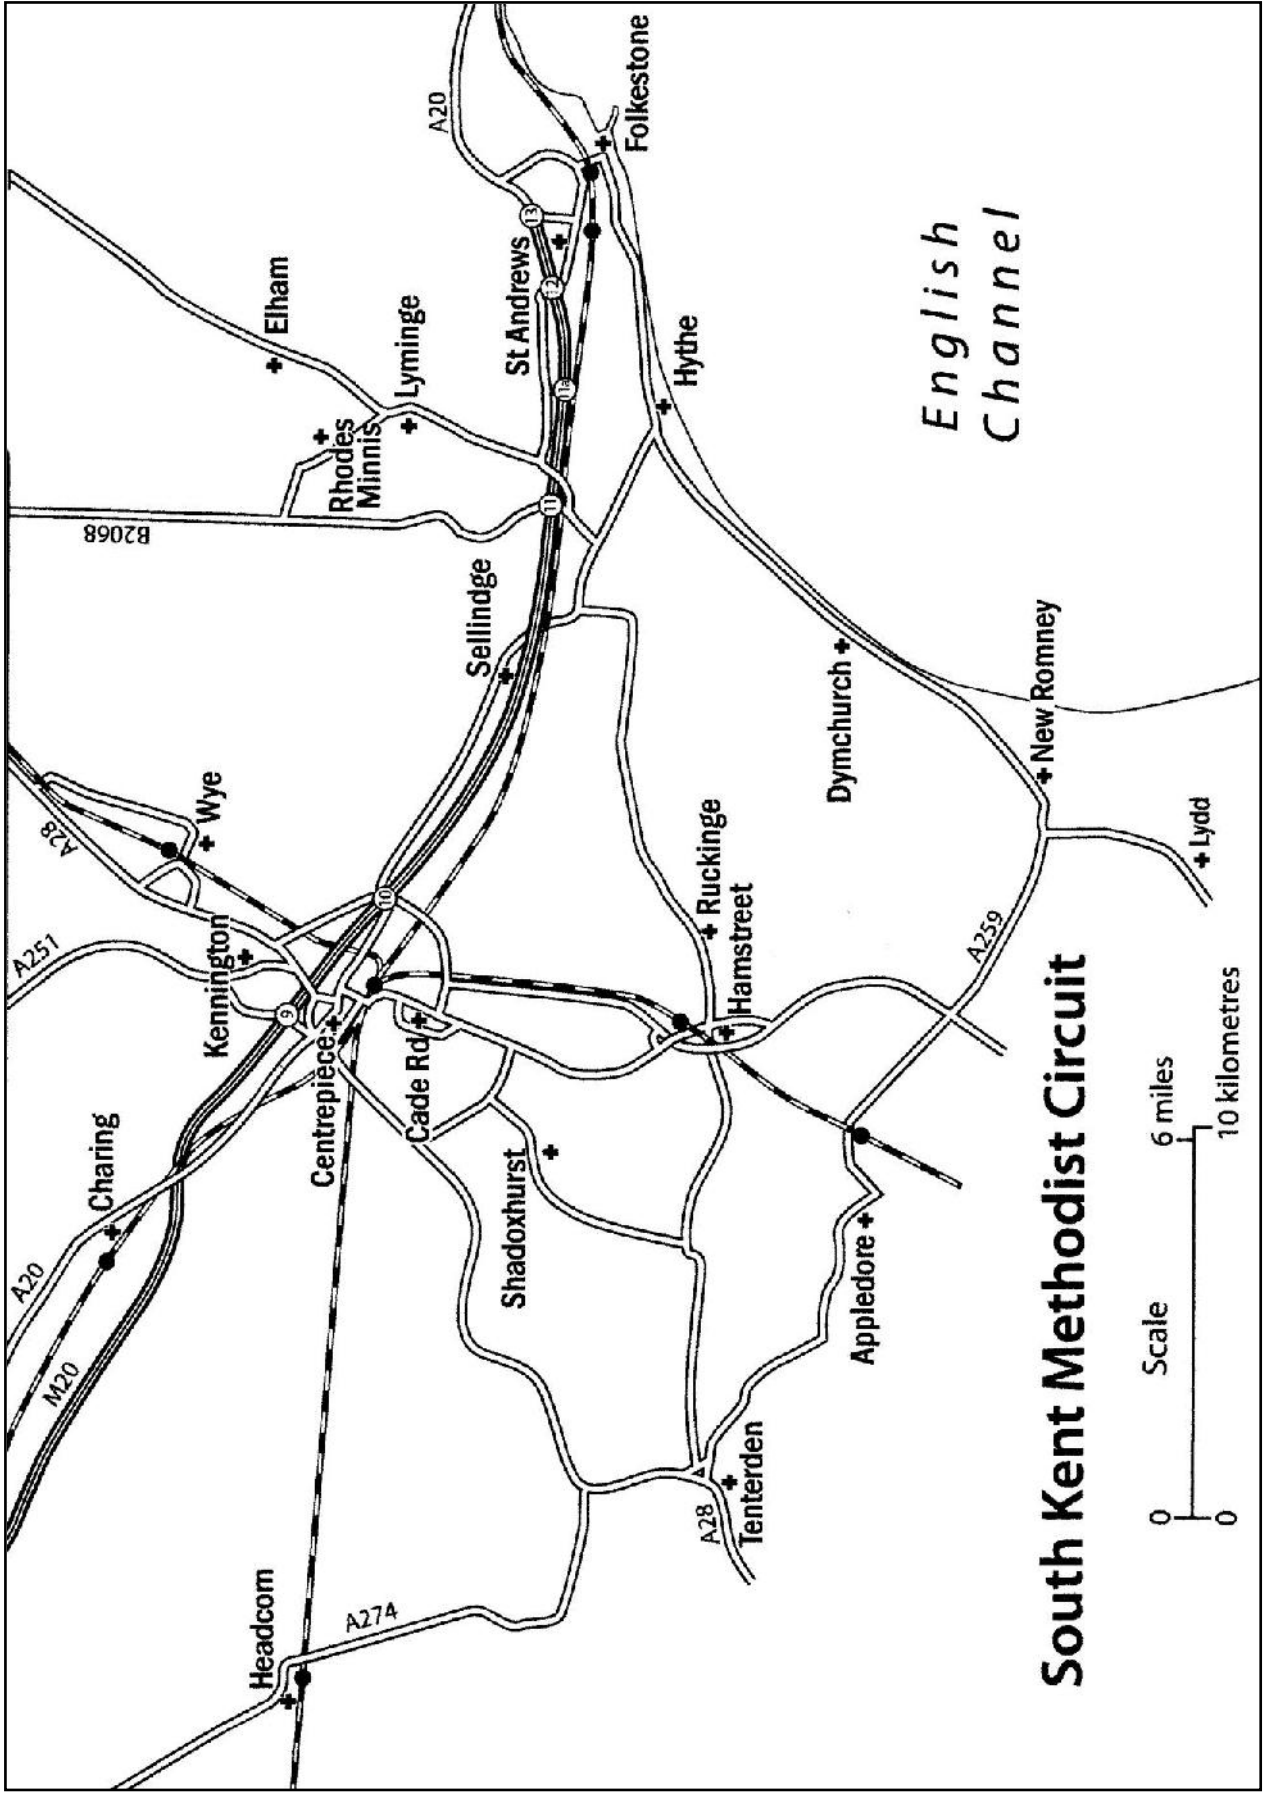 A20
Folkestone
13
St Andrews
12
11a
Elham
Lyminge
Rhodes
Minnis
B2068
11
Hythe
English
Channel
Sellindge
Wye
A28
A251
Kennington
10
9
Dymchurch
New Romney
Lydd
Ruckinge
Hamstreet
A259
Charing
A20
M20
Centrepiece
Cade Rd
Shadoxhurst
Appledore
Tenterden
A28
Headcorn
A274
South Kent Methodist Circuit
Scale
0
6 miles
0
10 kilometres